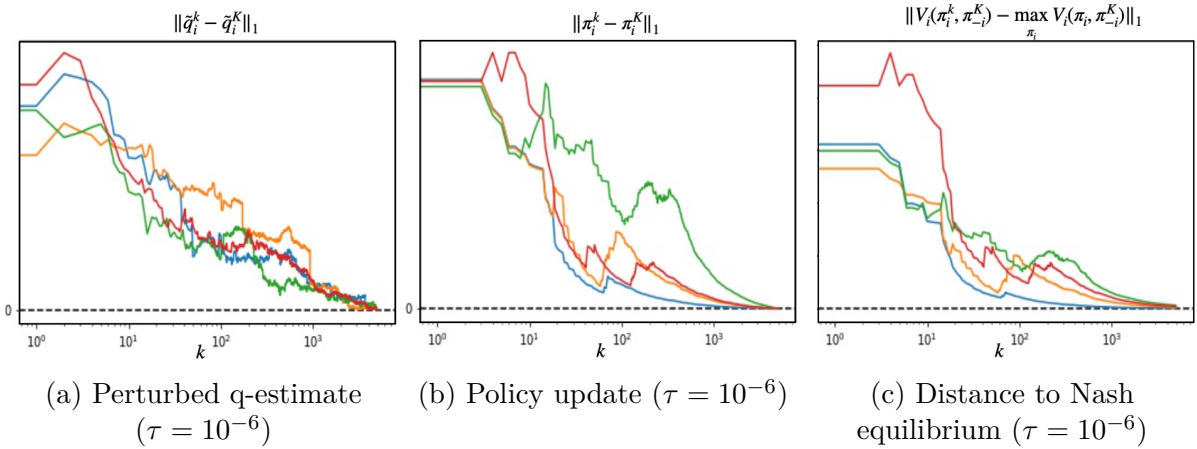 ‖q̃ᵢᵏ − q̃ᵢᴷ‖₁
0
10⁰ 10¹ 10² 10³
k
(a) Perturbed q-estimate
(τ = 10⁻⁶)
‖πᵢᵏ − πᵢᴷ‖₁
0
10⁰ 10¹ 10² 10³
k
(b) Policy update (τ = 10⁻⁶)
‖Vᵢ(πᵢᵏ, π₋ᵢᴷ) − max Vᵢ(πᵢ, π₋ᵢᴷ)‖₁
πᵢ
0
10⁰ 10¹ 10² 10³
k
(c) Distance to Nash
equilibrium (τ = 10⁻⁶)